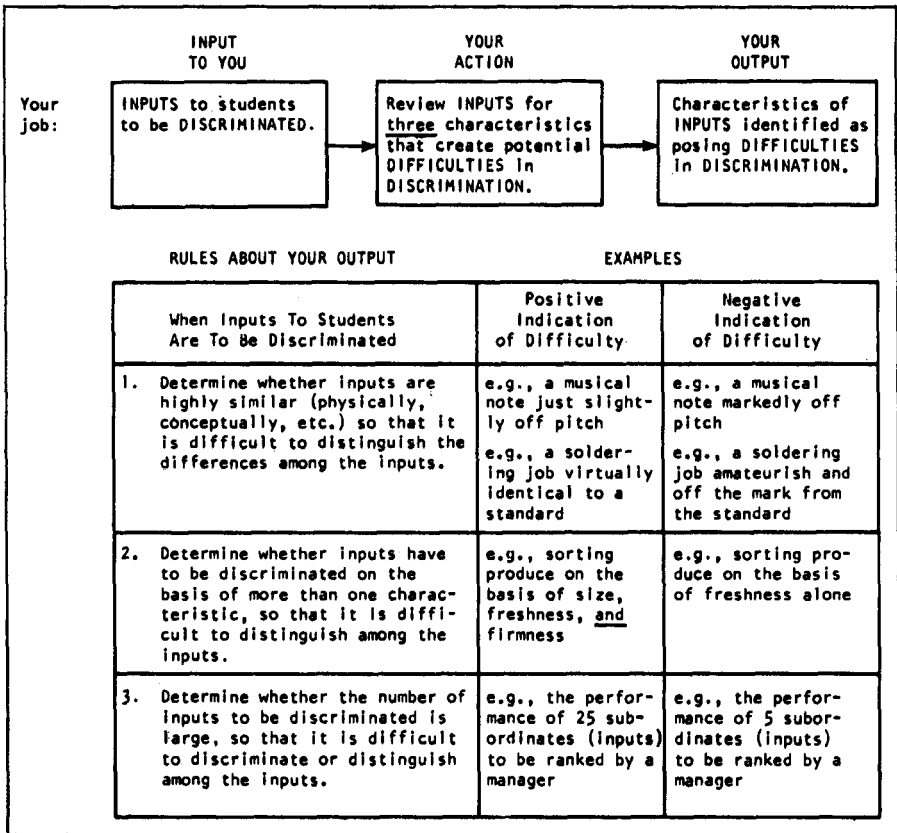 INPUT
TO YOU
YOUR
ACTION
YOUR
OUTPUT
Your
job:
INPUTS to students
to be DISCRIMINATED.
Review INPUTS for
three characteristics
that create potential
DIFFICULTIES in
DISCRIMINATION.
Characteristics of
INPUTS identified as
posing DIFFICULTIES
in DISCRIMINATION.
RULES ABOUT YOUR OUTPUT
EXAMPLES
When Inputs To Students
Are To Be Discriminated
Positive
Indication
of Difficulty
Negative
Indication
of Difficulty
1. Determine whether inputs are
highly similar (physically,
conceptually, etc.) so that it
is difficult to distinguish the
differences among the inputs.
e.g., a musical
note just slight-
ly off pitch
e.g., a solder-
ing job virtually
identical to a
standard
e.g., a musical
note markedly off
pitch
e.g., a soldering
job amateurish and
off the mark from
the standard
2. Determine whether inputs have
to be discriminated on the
basis of more than one charac-
teristic, so that it is diffi-
cult to distinguish among the
inputs.
e.g., sorting
produce on the
basis of size,
freshness, and
firmness
e.g., sorting pro-
duce on the basis
of freshness alone
3. Determine whether the number of
inputs to be discriminated is
large, so that it is difficult
to discriminate or distinguish
among the inputs.
e.g., the perfor-
mance of 25 sub-
ordinates (inputs)
to be ranked by a
manager
e.g., the perfor-
mance of 5 subor-
dinates (inputs)
to be ranked by a
manager